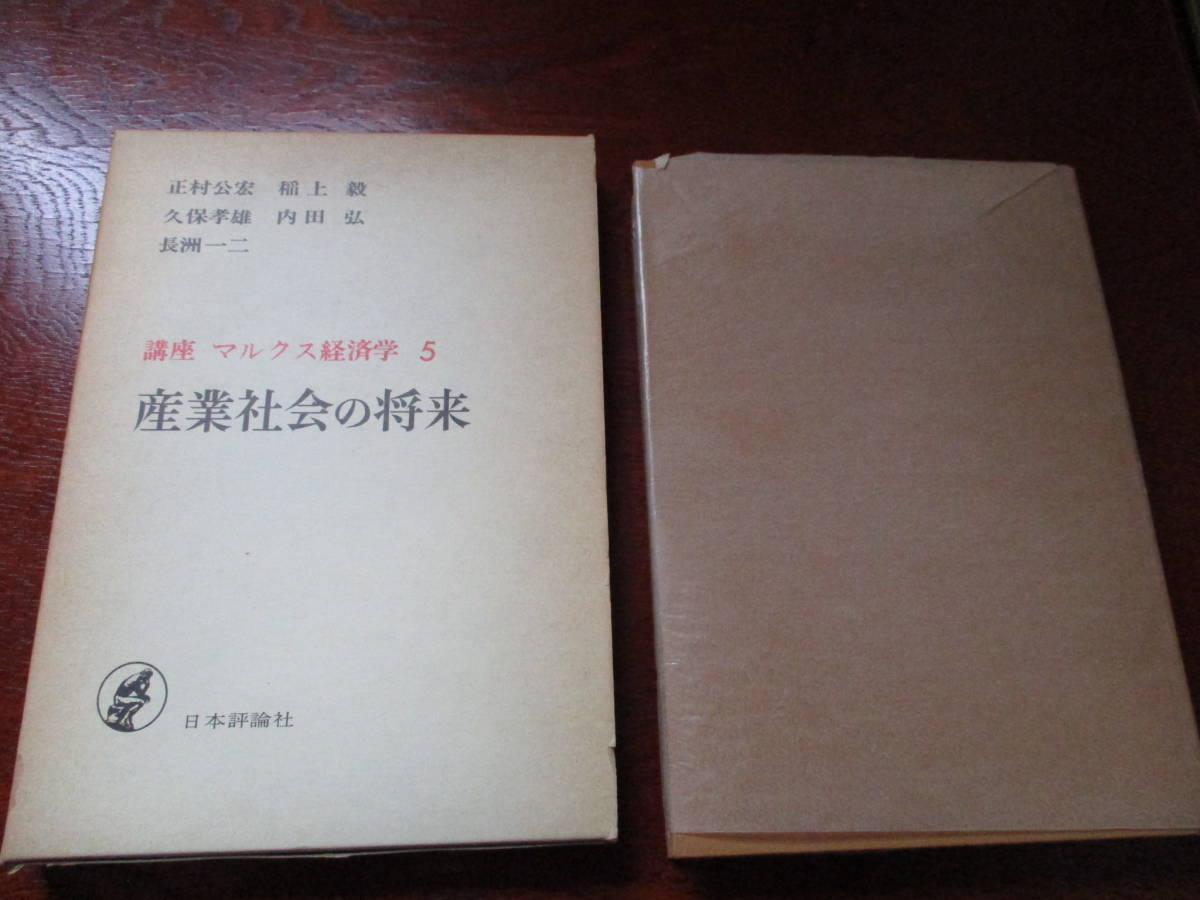 正村公宏 稲上 毅
久保孝雄 内田 弘
長洲一二
講座 マルクス経済学 5
産業社会の将来
日本評論社